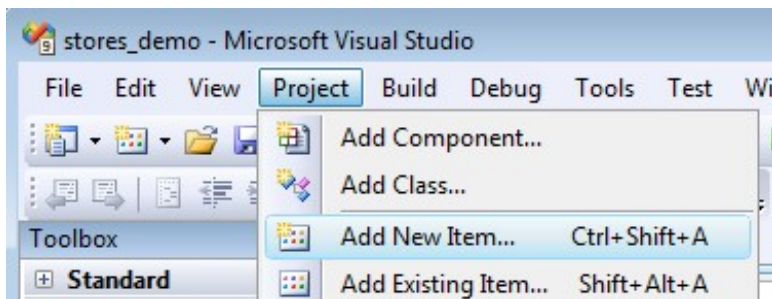 stores_demo - Microsoft Visual Studio
File Edit View Project Build Debug Tools Test
Add Component...
Add Class...
Toolbox
Add New Item... Ctrl+Shift+A
Standard
Add Existing Item... Shift+Alt+A